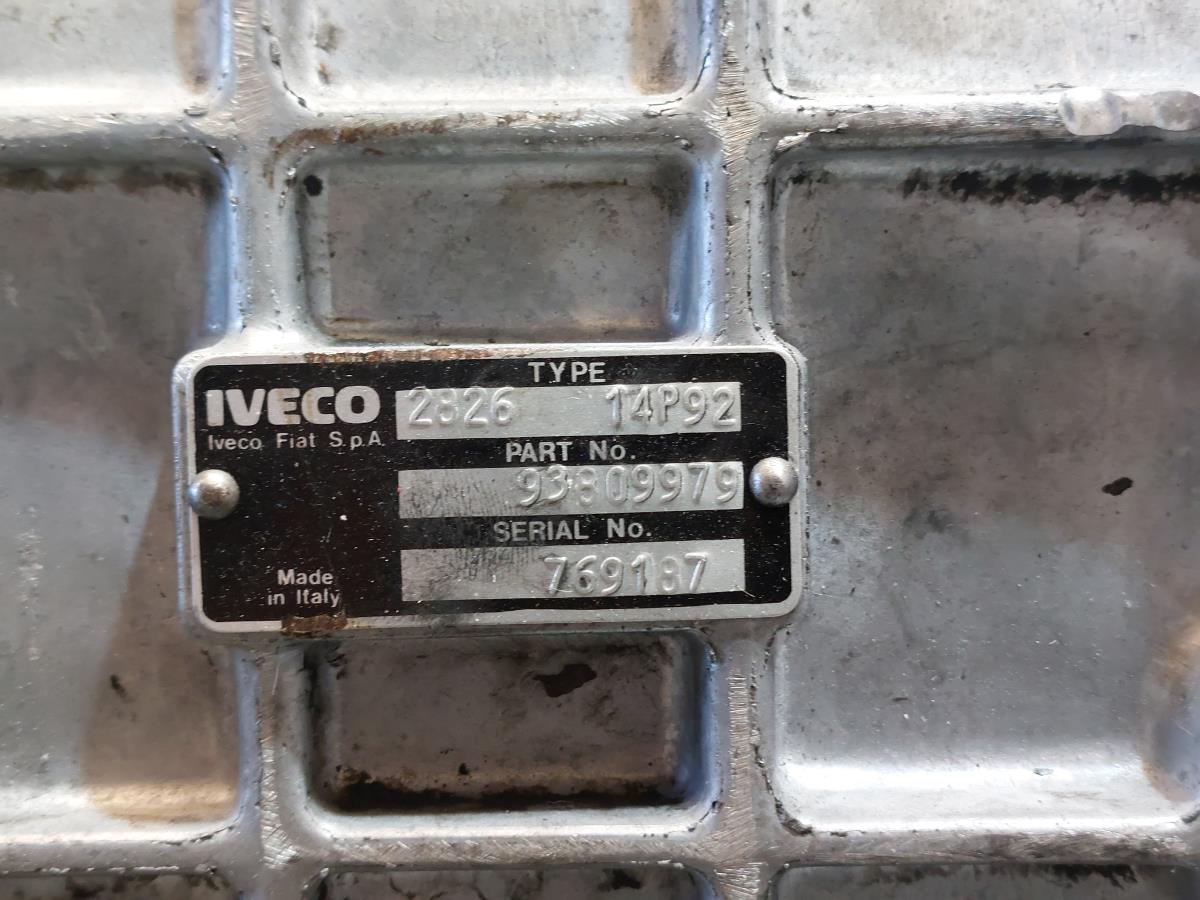 TYPE
IVECO 2826 14P92
Iveco Fiat S.p.A.
PART No.
93809979
SERIAL No.
769187
Made
in Italy